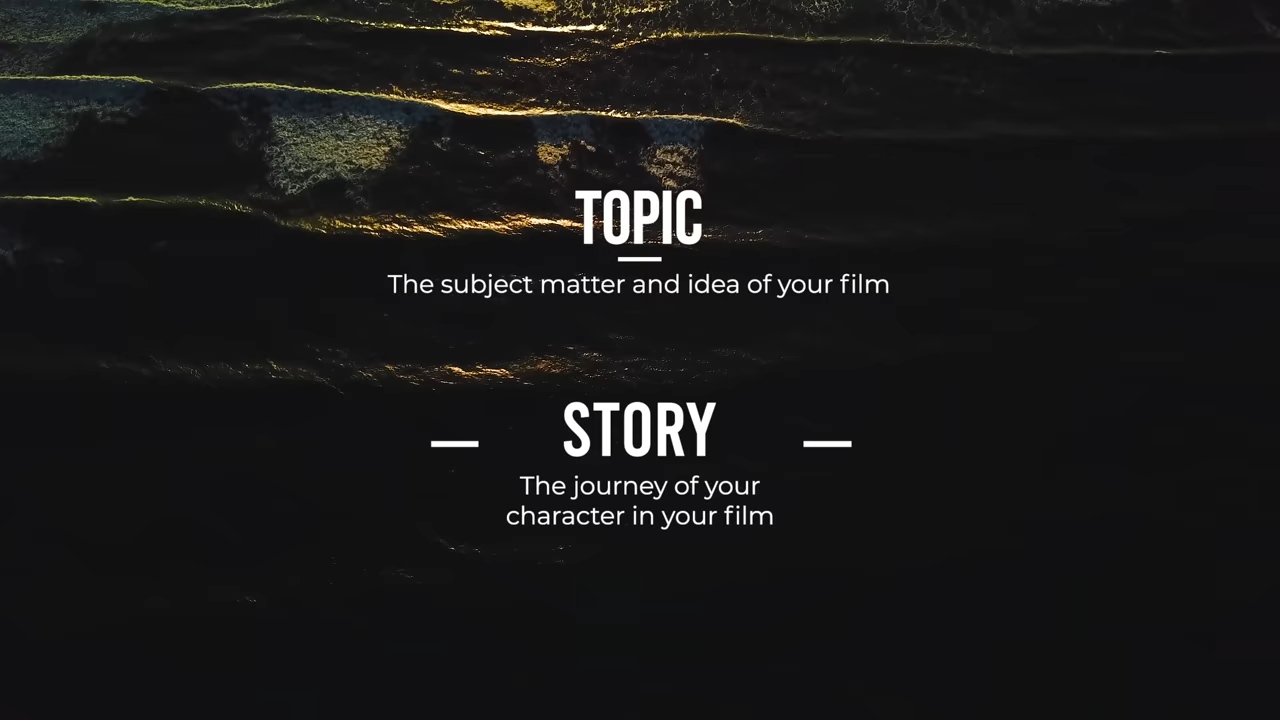 TOPIC
The subject matter and idea of your film
STORY
The journey of your
character in your film